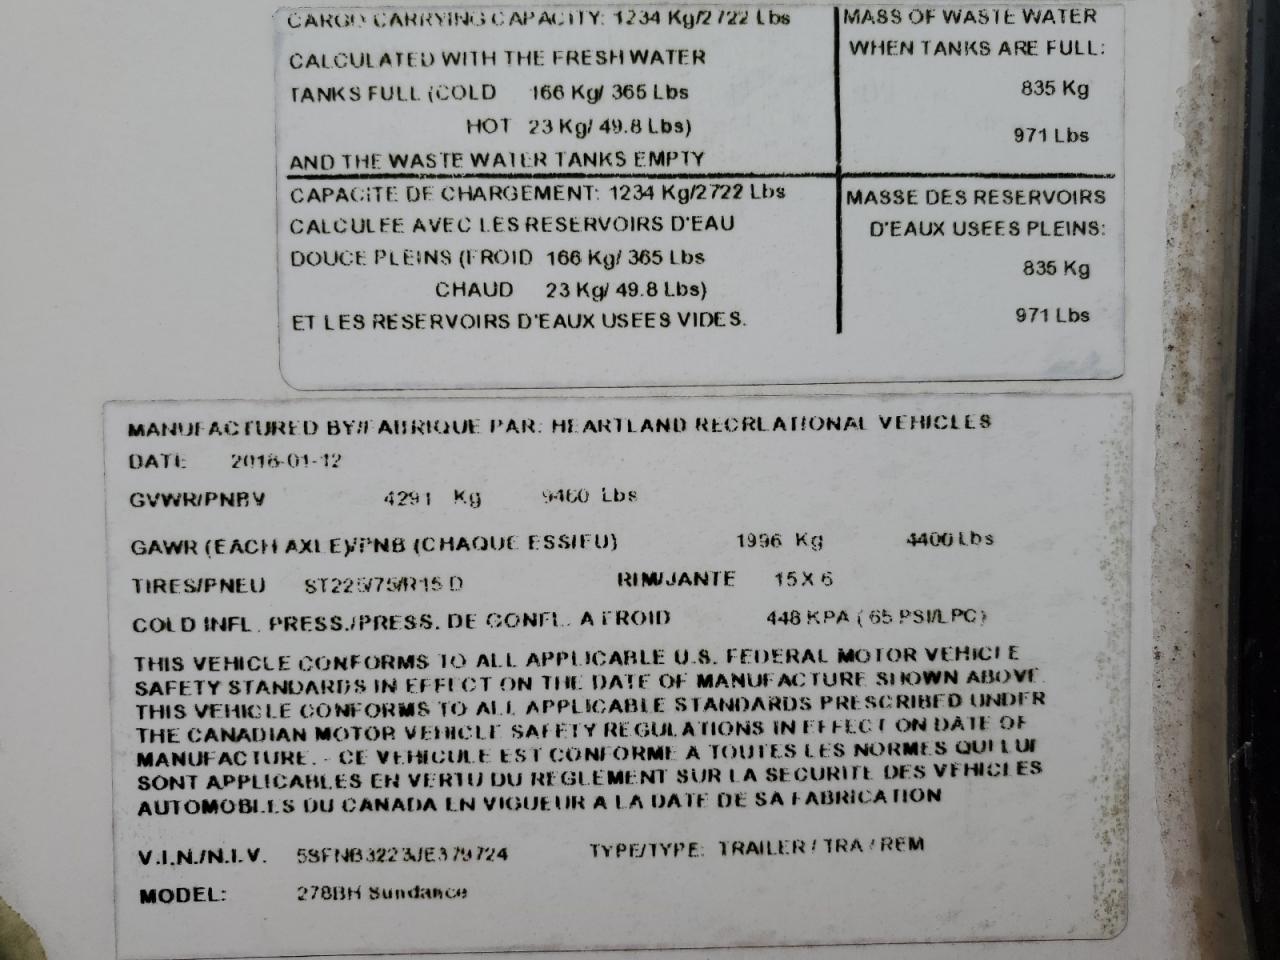 CARGO CARRYING CAPACITY: 1234 Kg/2722 Lbs
CALCULATED WITH THE FRESH WATER
TANKS FULL (COLD 166 Kg/ 365 Lbs
HOT 23 Kg/ 49.8 Lbs)
AND THE WASTE WATER TANKS EMPTY
MASS OF WASTE WATER
WHEN TANKS ARE FULL:
835 Kg
971 Lbs
CAPACITE DE CHARGEMENT: 1234 Kg/2722 Lbs
CALCULEE AVEC LES RESERVOIRS D'EAU
DOUCE PLEINS (FROID 166 Kg/ 365 Lbs
CHAUD 23 Kg/ 49.8 Lbs)
ET LES RESERVOIRS D'EAUX USEES VIDES.
MASSE DES RESERVOIRS
D'EAUX USEES PLEINS:
835 Kg
971 Lbs
MANUFACTURED BY/FABRIQUE PAR: HEARTLAND RECREATIONAL VEHICLES
DATE 2018-01-12
GVWR/PNBV 4291 Kg 9460 Lbs
GAWR (EACH AXLE)/PNB (CHAQUE ESSIEU) 1996 Kg 4400 Lbs
TIRES/PNEU ST225/75/R15 D RIM/JANTE 15 X 6
COLD INFL. PRESS./PRESS. DE GONFL. A FROID 448 KPA ( 65 PSI/LPC)
THIS VEHICLE CONFORMS TO ALL APPLICABLE U.S. FEDERAL MOTOR VEHICLE
SAFETY STANDARDS IN EFFECT ON THE DATE OF MANUFACTURE SHOWN ABOVE.
THIS VEHICLE CONFORMS TO ALL APPLICABLE STANDARDS PRESCRIBED UNDER
THE CANADIAN MOTOR VEHICLE SAFETY REGULATIONS IN EFFECT ON DATE OF
MANUFACTURE. - CE VEHICULE EST CONFORME A TOUTES LES NORMES QUI LUI
SONT APPLICABLES EN VERTU DU REGLEMENT SUR LA SECURITE DES VEHICLES
AUTOMOBILES DU CANADA EN VIGUEUR A LA DATE DE SA FABRICATION
V.I.N./N.I.V. 5SFNB3223JE379724 TYPE/TYPE: TRAILER / TRA / REM
MODEL: 278BH Sundance